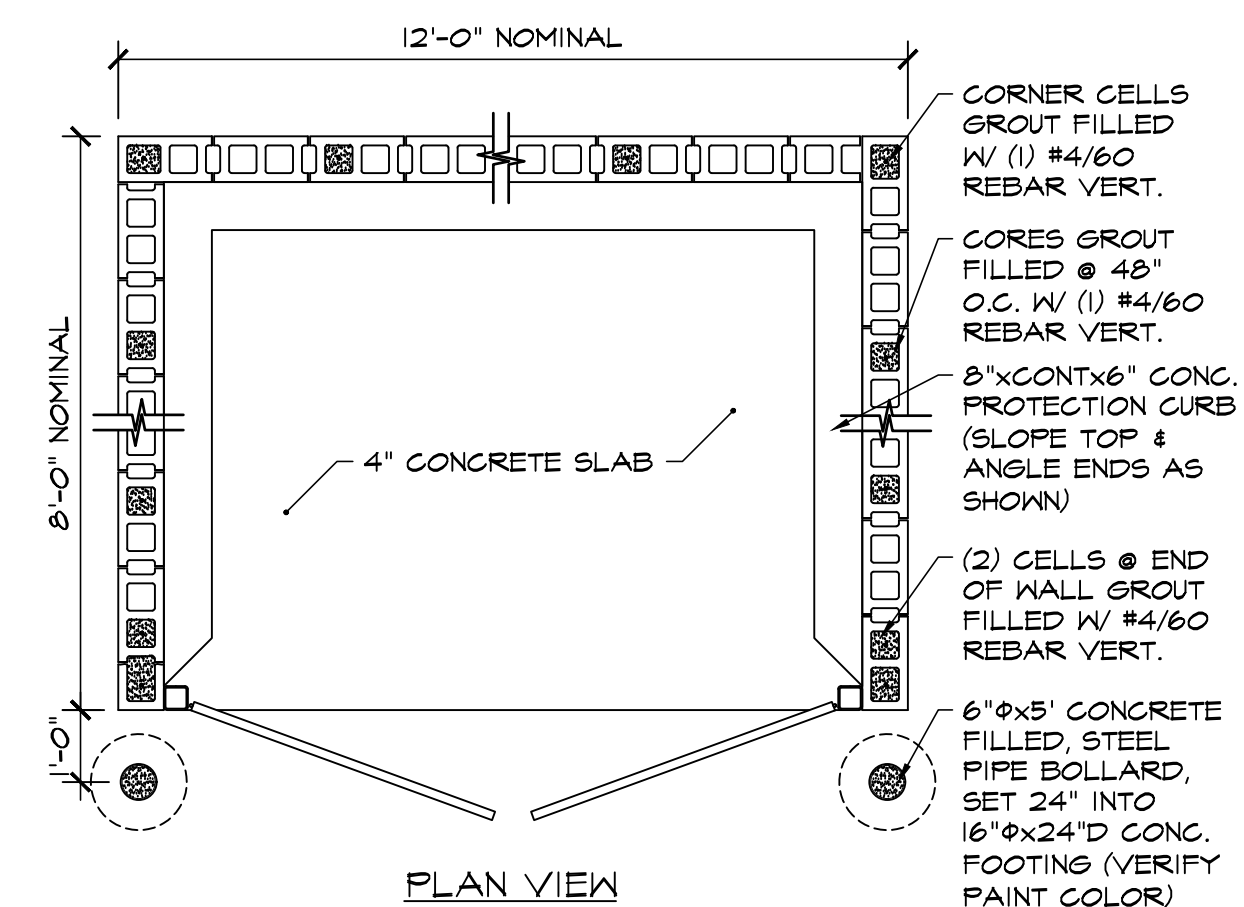 12'-0" NOMINAL
CORNER CELLS
GROUT FILLED
W/ (1) #4/60
REBAR VERT.
CORES GROUT
FILLED @ 48"
O.C. W/ (1) #4/60
REBAR VERT.
8"xCONTx6" CONC.
PROTECTION CURB
(SLOPE TOP &
ANGLE ENDS AS
SHOWN)
8'-0" NOMINAL
4" CONCRETE SLAB
(2) CELLS @ END
OF WALL GROUT
FILLED W/ #4/60
REBAR VERT.
1'-0"
6"Φx5' CONCRETE
FILLED, STEEL
PIPE BOLLARD,
SET 24" INTO
16"Φx24"D CONC.
FOOTING (VERIFY
PAINT COLOR)
PLAN VIEW